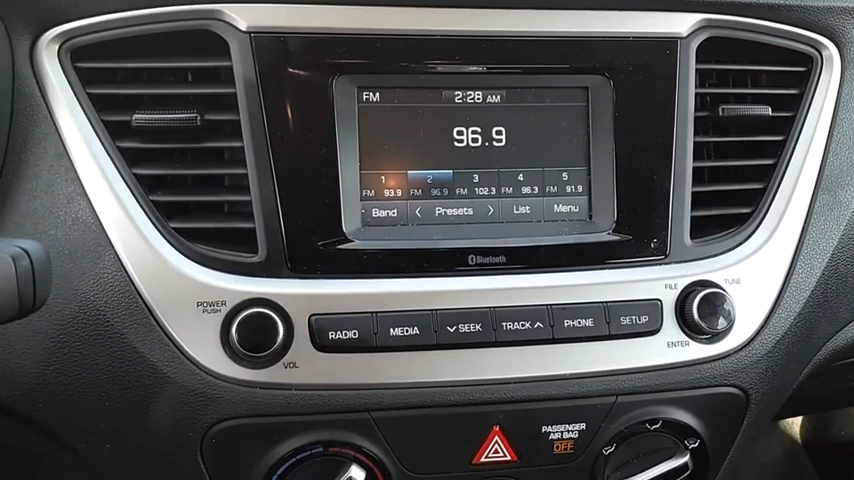 FM 2:28 AM
96.9
1 2 3 4 5
FM 93.9 FM 96.9 FM 102.3 FM 96.3 FM 91.9
Band < Presets > List Menu
Bluetooth
POWER
PUSH
VOL
RADIO MEDIA SEEK TRACK PHONE SETUP
FILE TUNE
ENTER
PASSENGER
AIR BAG
OFF